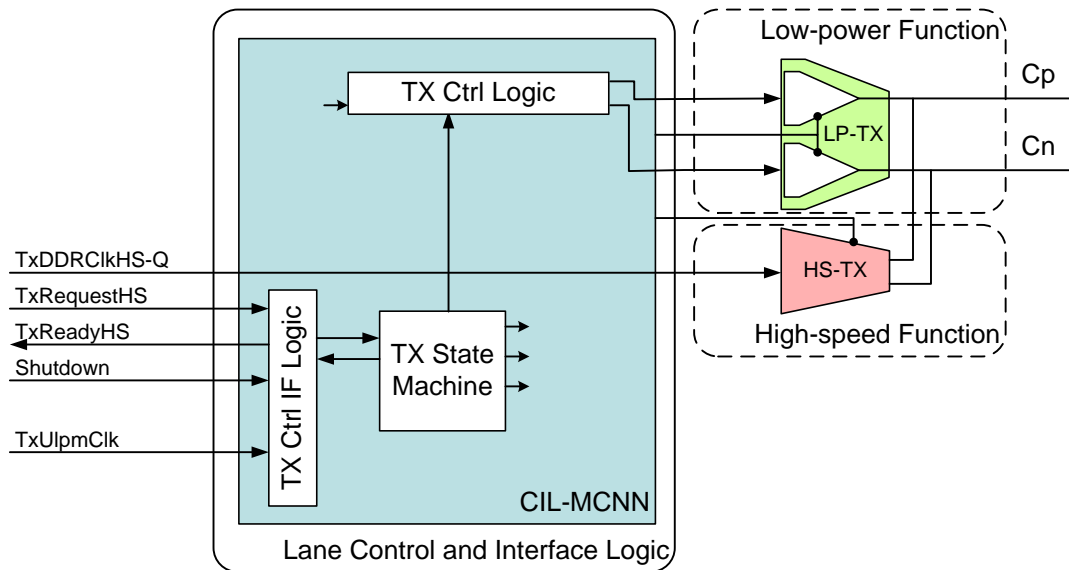 Low-power Function
Cp
TX Ctrl Logic
LP-TX
Cn
TxDDRClkHS-Q
HS-TX
TxRequestHS
TxReadyHS
High-speed Function
Shutdown
TX Ctrl IF Logic
TX State
Machine
TxUlpmClk
CIL-MCNN
Lane Control and Interface Logic